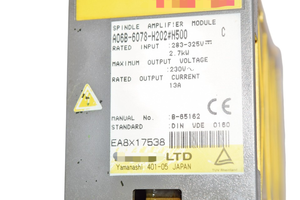 SPINDLE AMPLIFIER MODULE
A06B-6078-H202#H500 C
RATED INPUT :283-325V
2.7kW
MAXIMUM OUTPUT VOLTAGE
230V~
RATED OUTPUT CURRENT
13A
MANUAL No. :B-65162
STANDARD :DIN VDE 0160
EA8X17538
LTD
Yamanashi 401-05 JAPAN